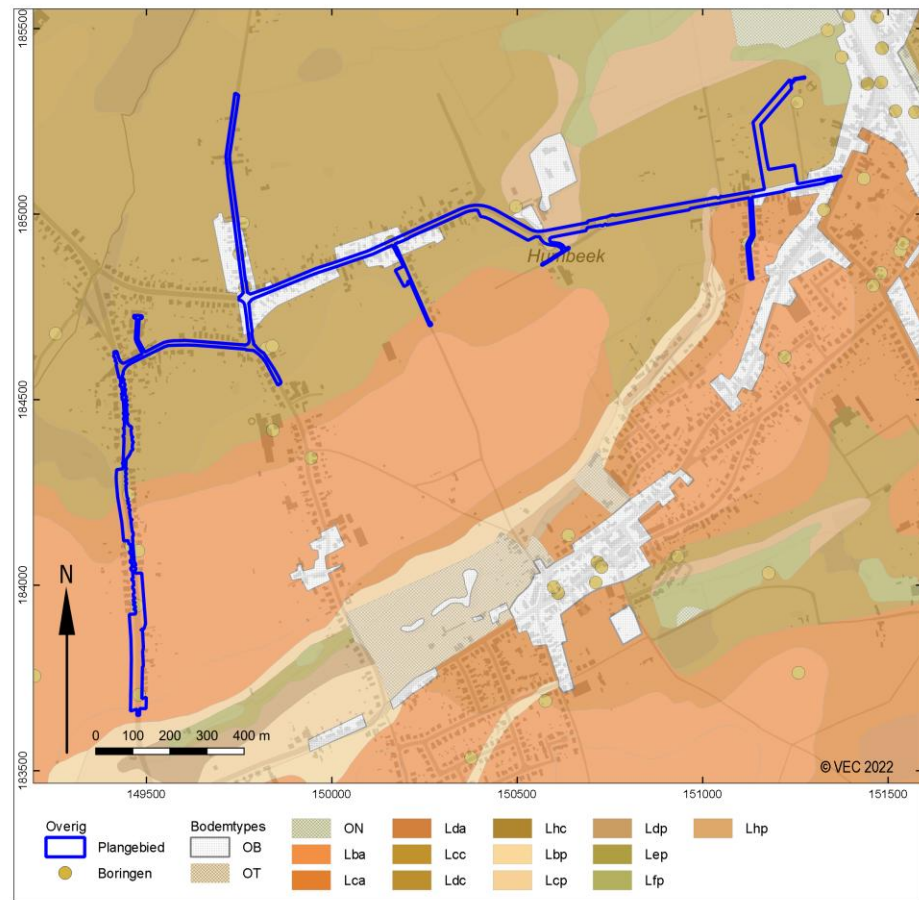 185500
185000
184500
184000
183500
Humbeek
N
0 100 200 300 400 m
© VEC 2022
149500 150000 150500 151000 151500
Overig
Plangebied
Boringen
Bodemtypes
OB
OT
ON
Lba
Lca
Lda
Lcc
Ldc
Lhc
Lbp
Lcp
Ldp
Lep
Lfp
Lhp